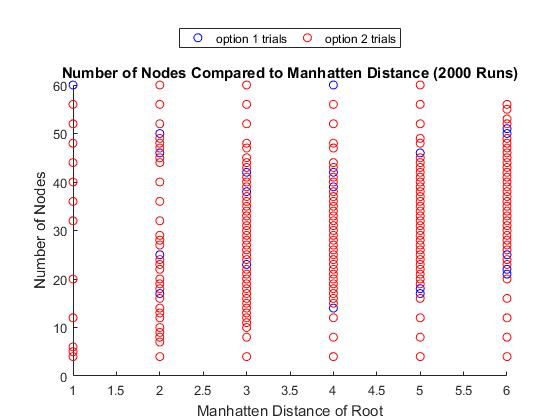 option 1 trials option 2 trials
Number of Nodes Compared to Manhatten Distance (2000 Runs)
60
50
40
30
20
10
0
Number of Nodes
1 1.5 2 2.5 3 3.5 4 4.5 5 5.5 6
Manhatten Distance of Root